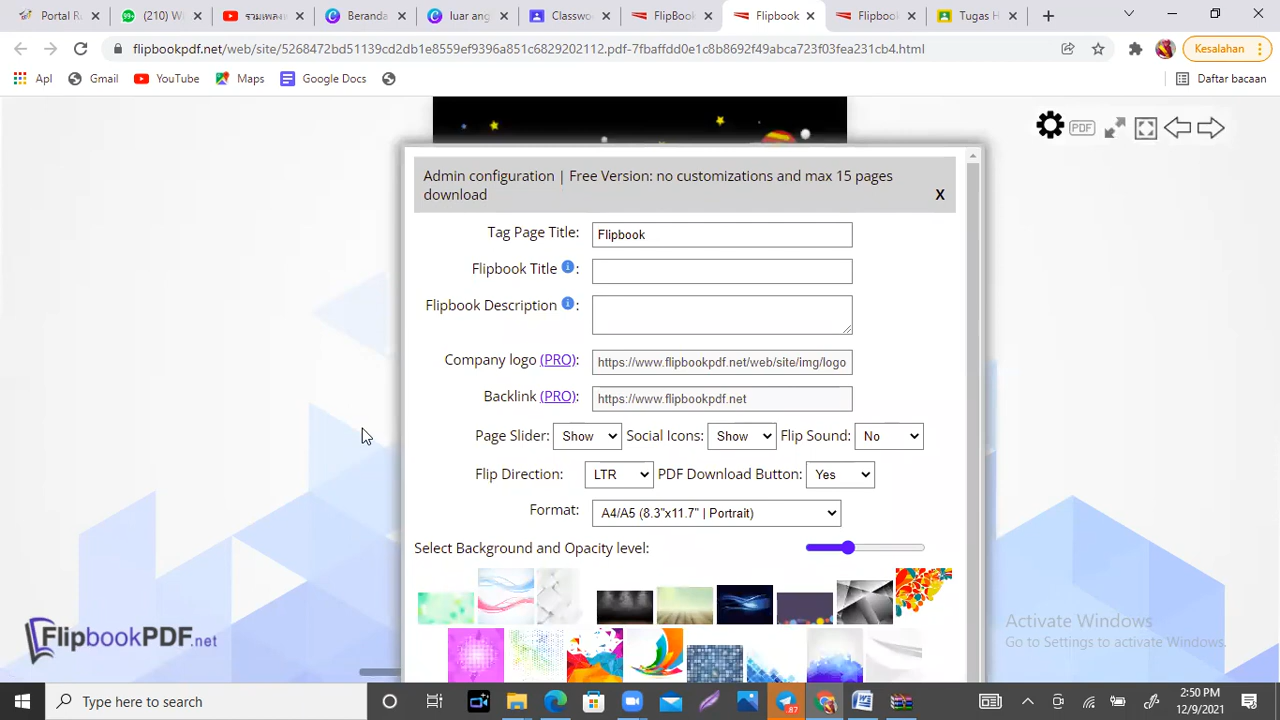 Portal R
(210) W
Beranda
luar ang
Classwo
FlipBook
Flipbook
Flipbook
Tugas H
flipbookpdf.net/web/site/5268472bd51139cd2db1e8559ef9396a851c6829202112.pdf-7fbaffdd0e1c8b8692f49abca723f03fea231cb4.html
Kesalahan
Apl
Gmail
YouTube
Maps
Google Docs
Daftar bacaan
PDF
Admin configuration | Free Version: no customizations and max 15 pages
download
X
Tag Page Title: Flipbook
Flipbook Title :
Flipbook Description :
Company logo (PRO): https://www.flipbookpdf.net/web/site/img/logo
Backlink (PRO): https://www.flipbookpdf.net
Page Slider: Show Social Icons: Show Flip Sound: No
Flip Direction: LTR PDF Download Button: Yes
Format: A4/A5 (8.3"x11.7" | Portrait)
Select Background and Opacity level:
FlipbookPDF.net
Activate Windows
Go to Settings to activate Windows.
Type here to search
87
2:50 PM
12/9/2021